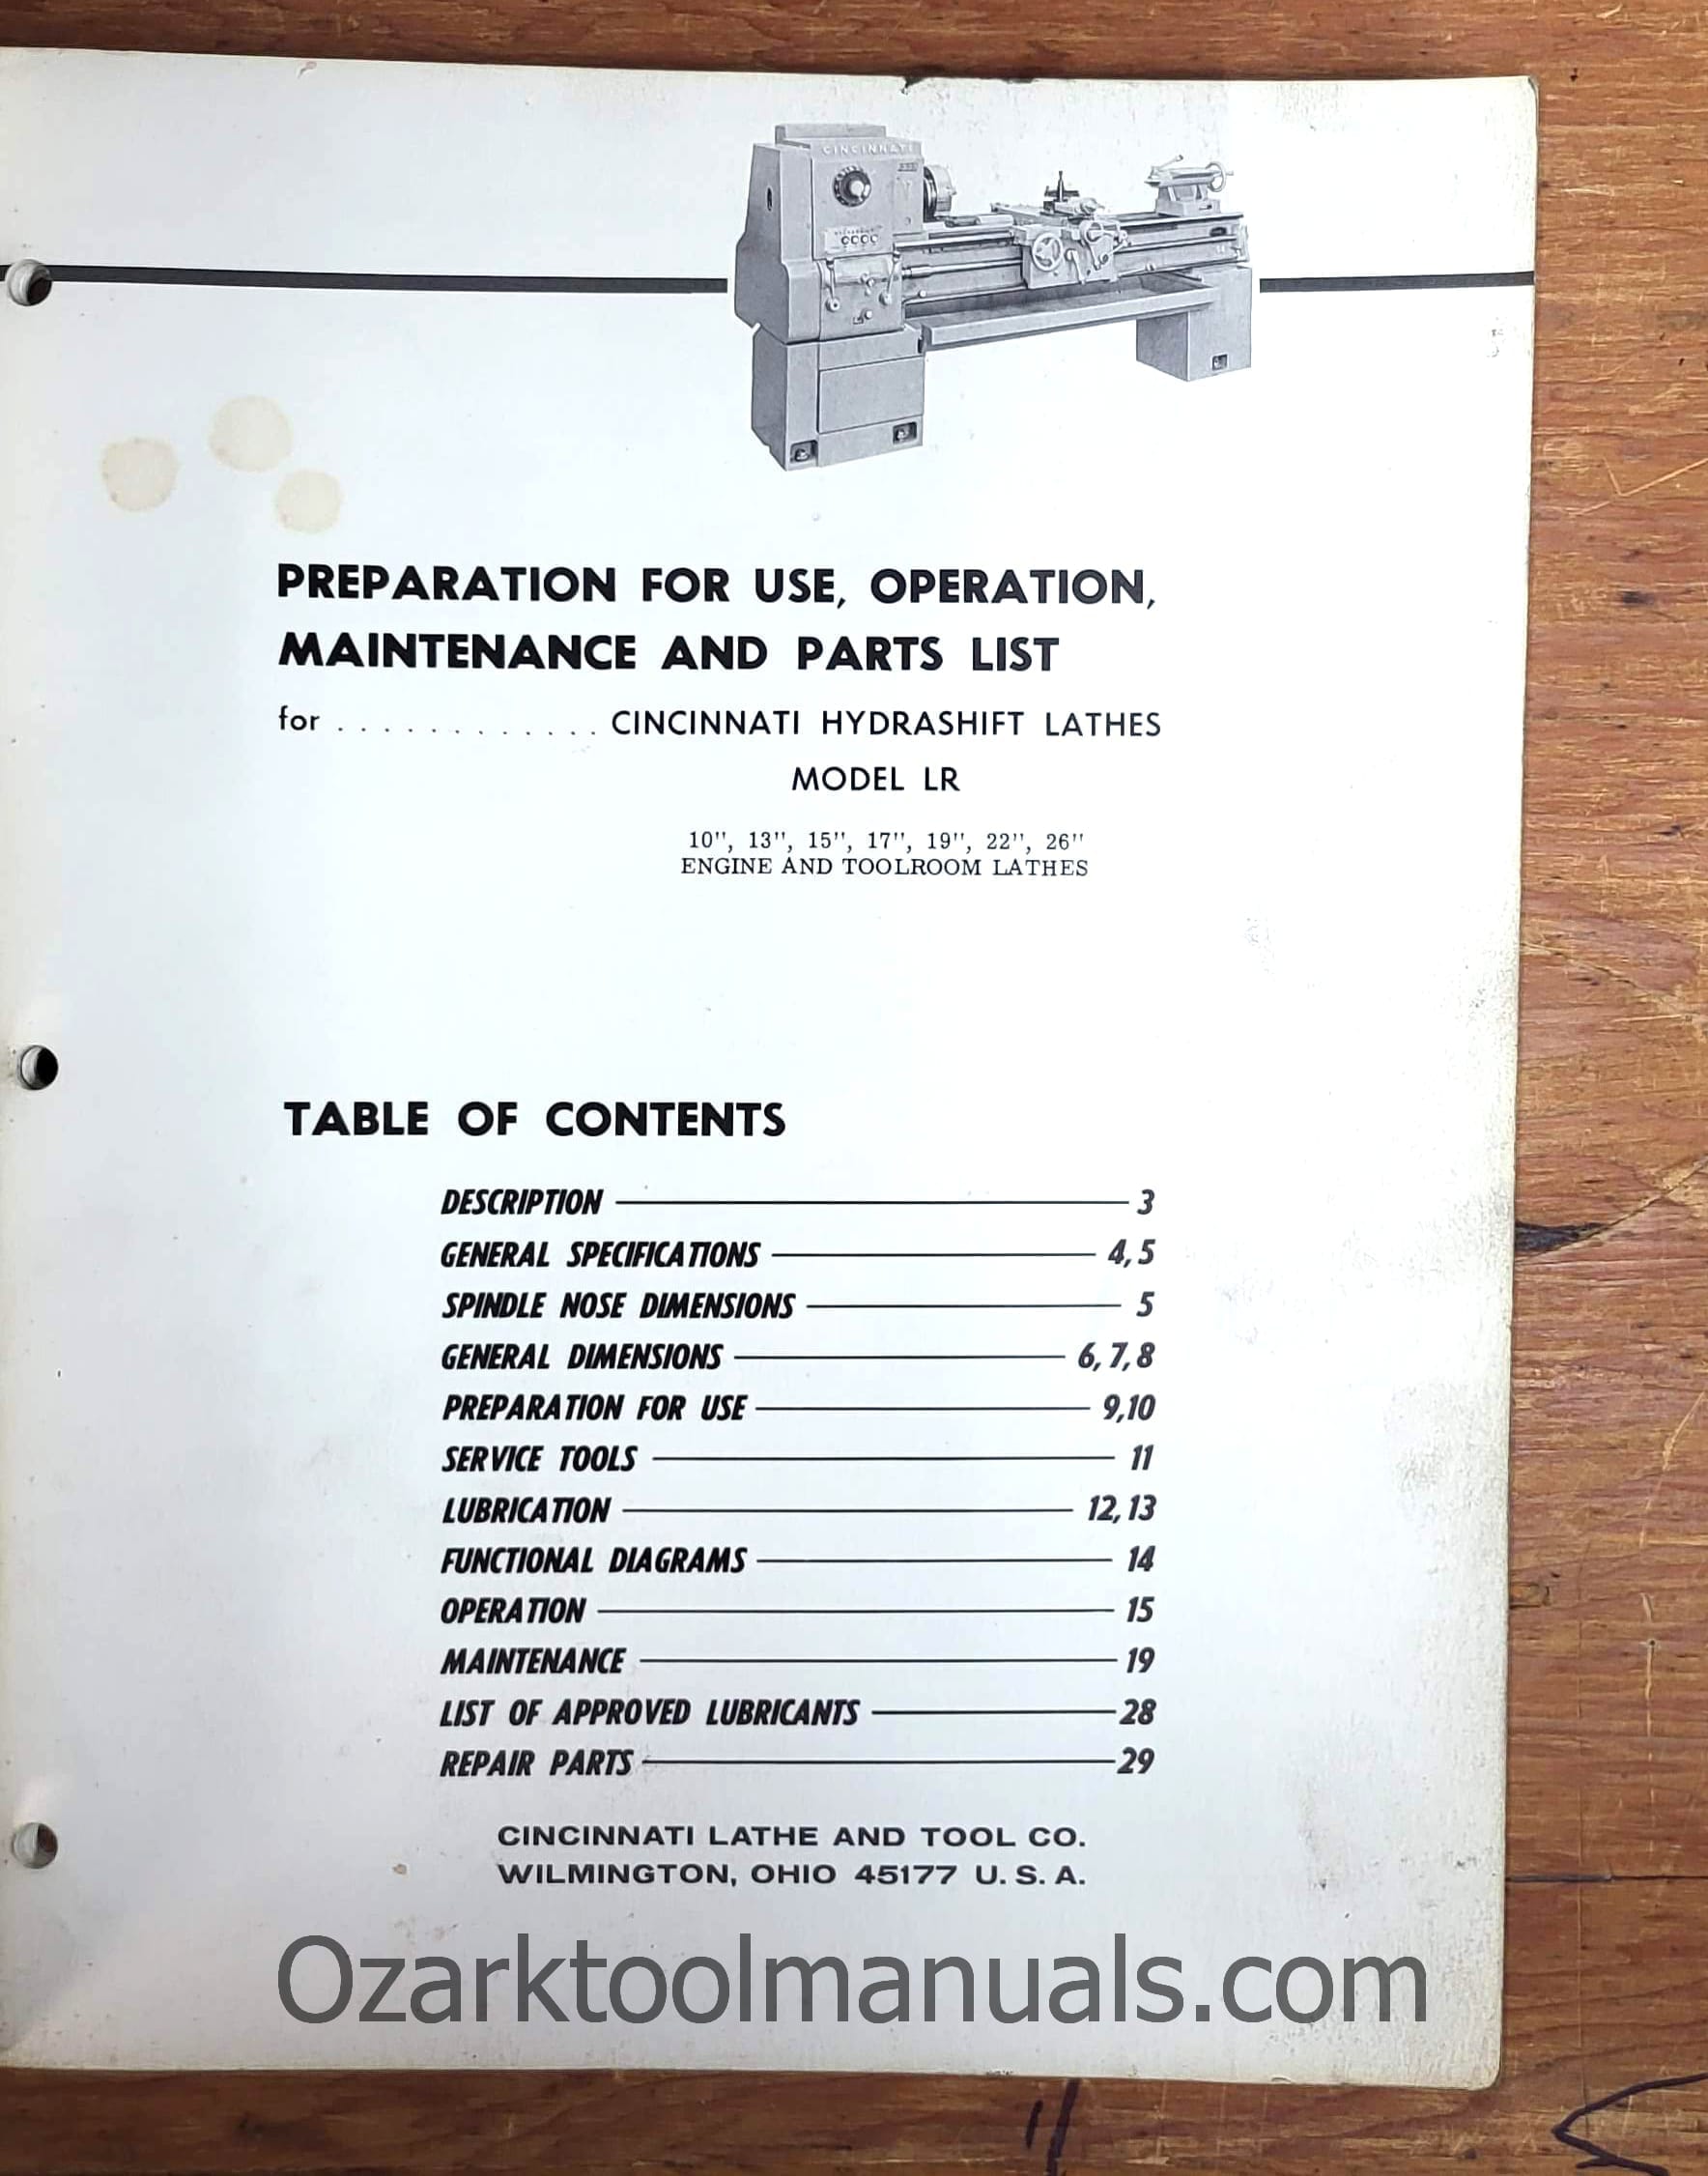 CINCINNATI
PREPARATION FOR USE, OPERATION,
MAINTENANCE AND PARTS LIST
for . . . . . . . . . . . . CINCINNATI HYDRASHIFT LATHES
MODEL LR
10", 13", 15", 17", 19", 22", 26"
ENGINE AND TOOLROOM LATHES
TABLE OF CONTENTS
DESCRIPTION 3
GENERAL SPECIFICATIONS 4,5
SPINDLE NOSE DIMENSIONS 5
GENERAL DIMENSIONS 6,7,8
PREPARATION FOR USE 9,10
SERVICE TOOLS 11
LUBRICATION 12,13
FUNCTIONAL DIAGRAMS 14
OPERATION 15
MAINTENANCE 19
LIST OF APPROVED LUBRICANTS 28
REPAIR PARTS 29
CINCINNATI LATHE AND TOOL CO.
WILMINGTON, OHIO 45177 U. S. A.
Ozarktoolmanuals.com